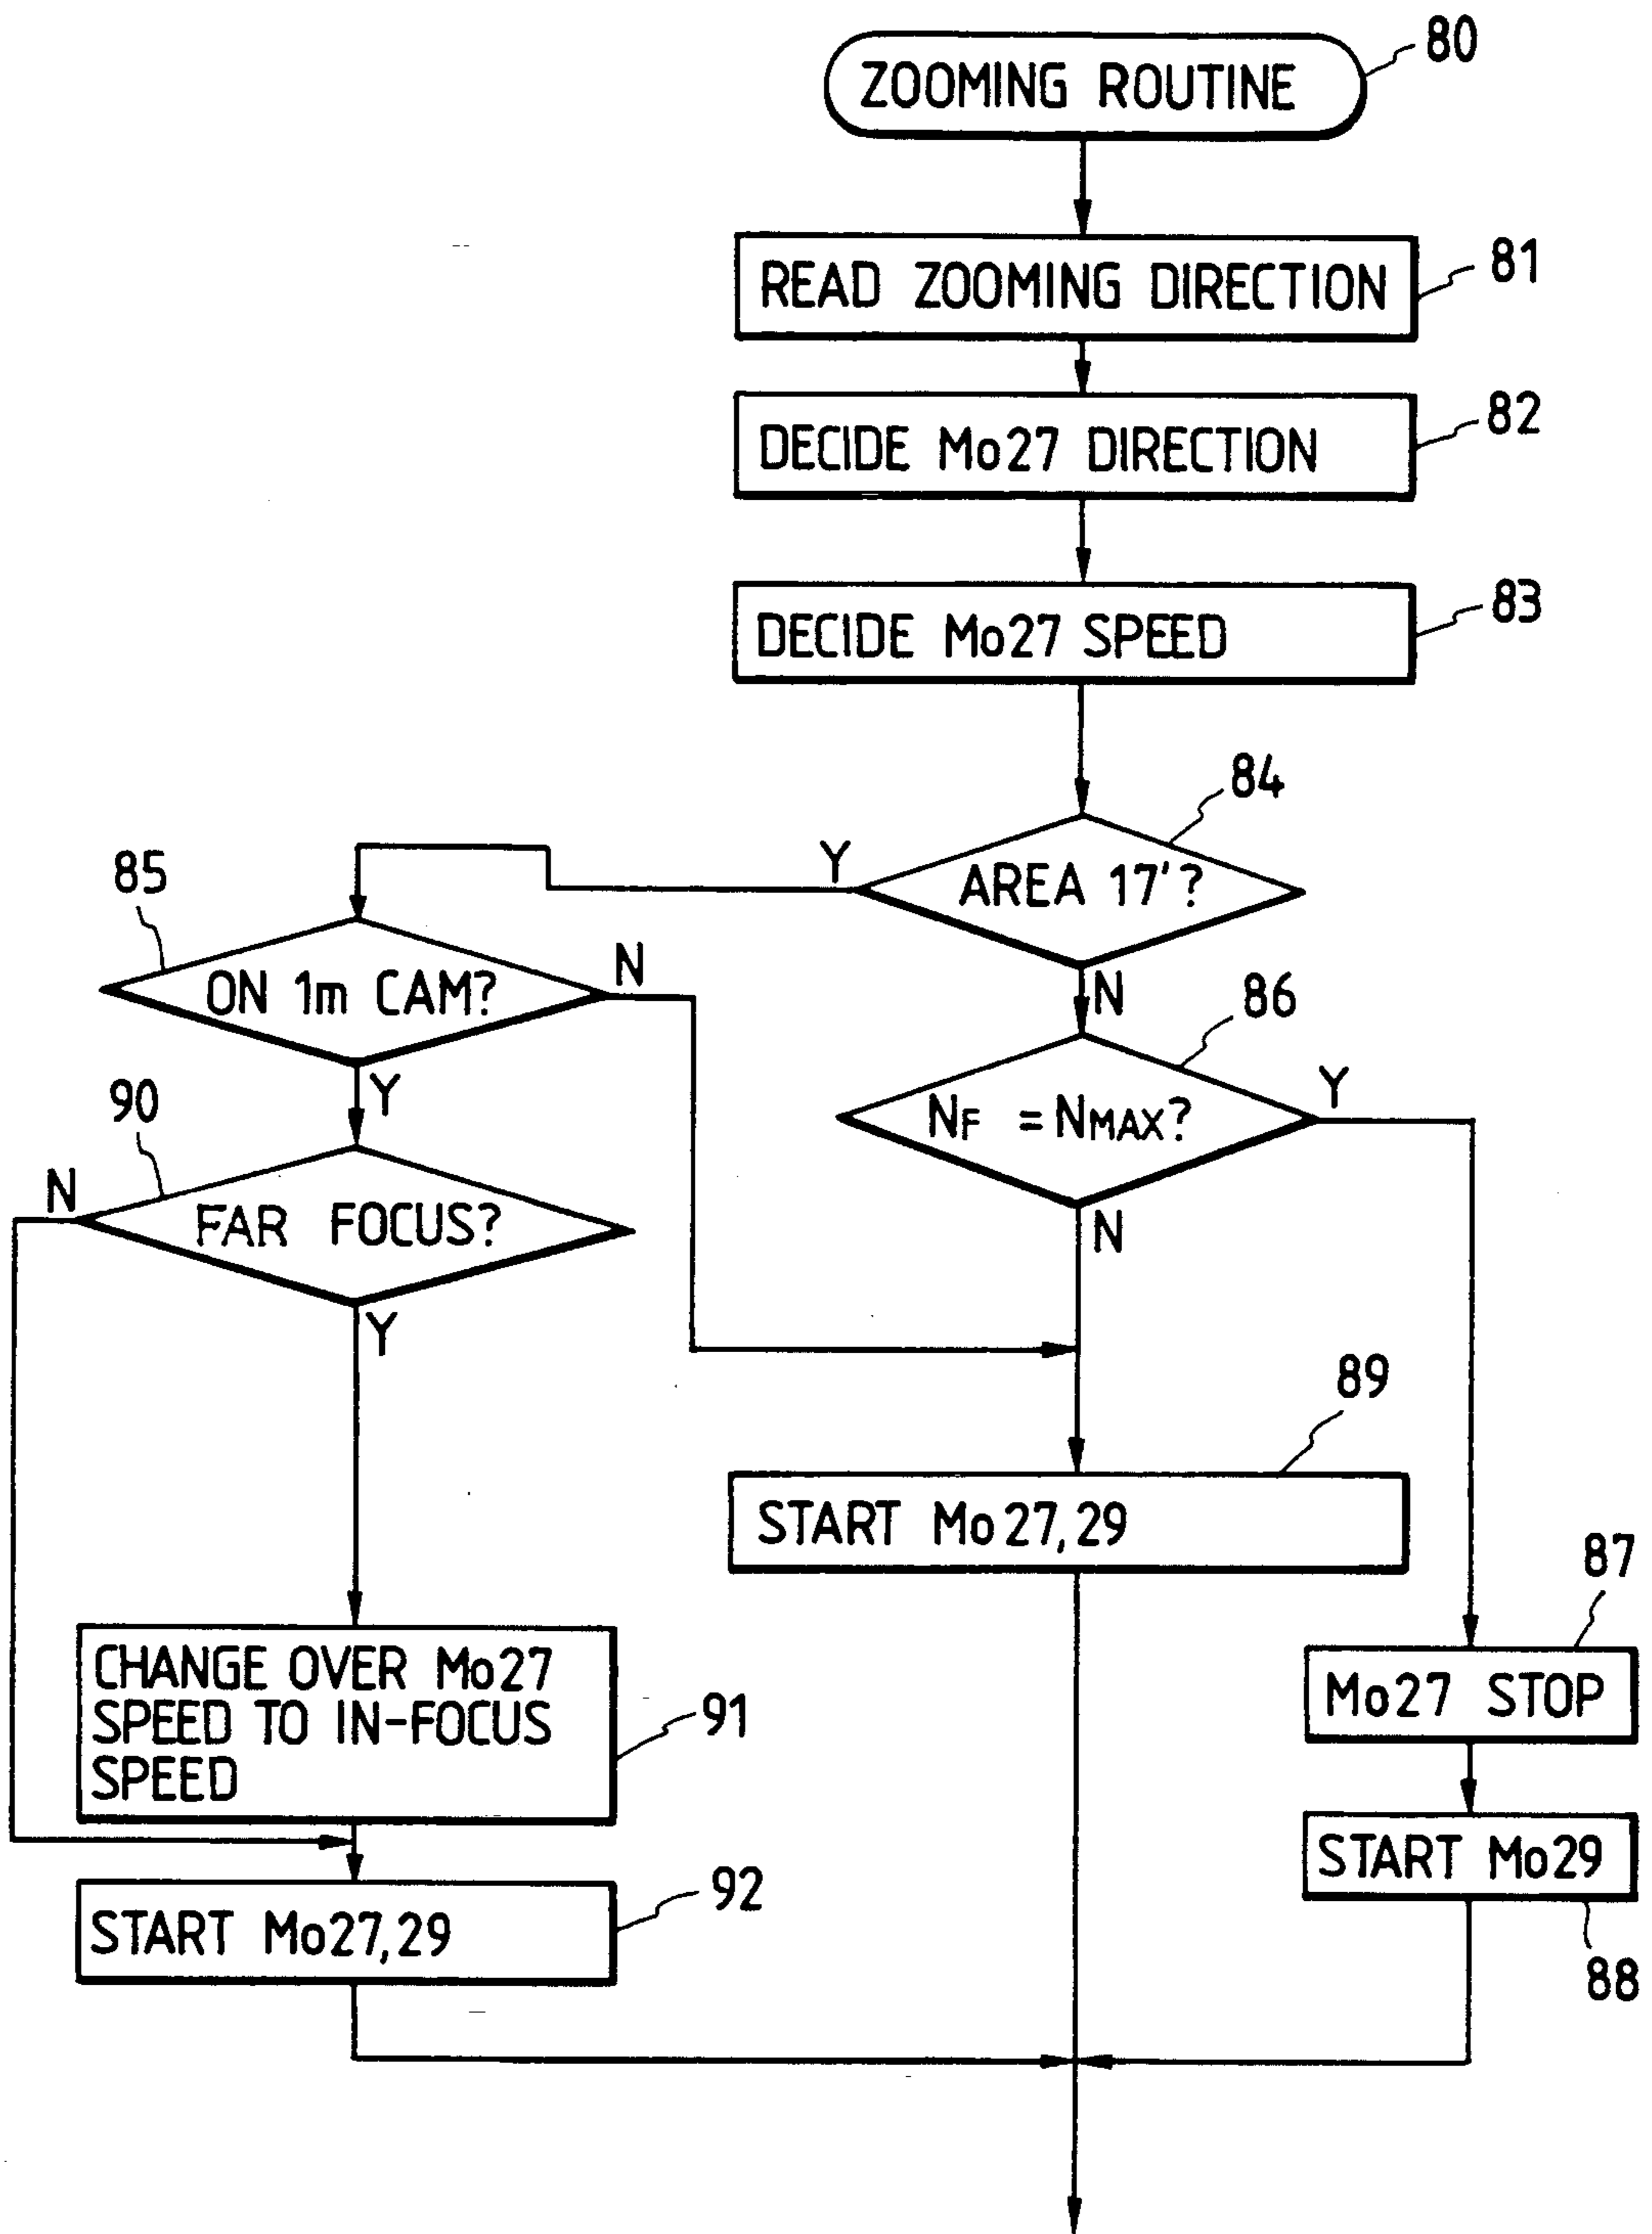 80
ZOOMING ROUTINE
81
READ ZOOMING DIRECTION
82
DECIDE Mo27 DIRECTION
83
DECIDE Mo27 SPEED
84
AREA 17'?
Y
N
85
ON 1m CAM?
N
Y
86
NF = NMAX?
Y
N
90
FAR FOCUS?
N
Y
89
START Mo27,29
87
Mo27 STOP
START Mo29
88
CHANGE OVER Mo27
SPEED TO IN-FOCUS
SPEED
91
92
START Mo27,29